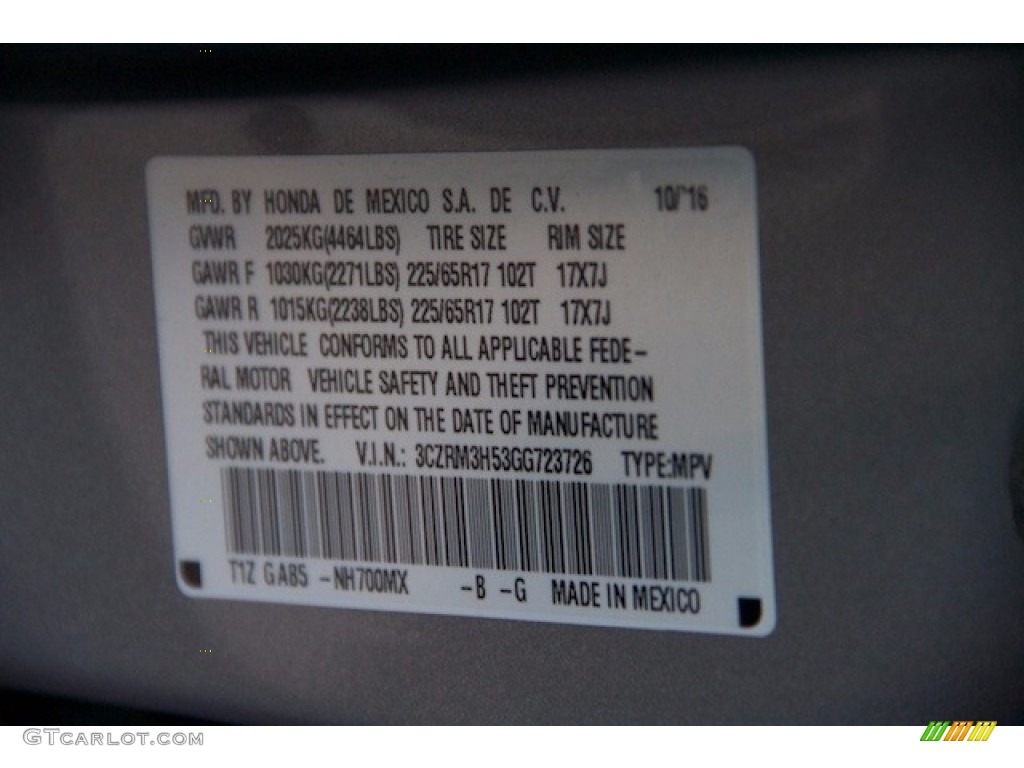 MFD. BY HONDA DE MEXICO S.A. DE C.V. 10/16
GVWR 2025KG(4464LBS) TIRE SIZE RIM SIZE
GAWR F 1030KG(2271LBS) 225/65R17 102T 17X7J
GAWR R 1015KG(2238LBS) 225/65R17 102T 17X7J
THIS VEHICLE CONFORMS TO ALL APPLICABLE FEDE-
RAL MOTOR VEHICLE SAFETY AND THEFT PREVENTION
STANDARDS IN EFFECT ON THE DATE OF MANUFACTURE
SHOWN ABOVE. V.I.N.: 3CZRM3H53GG723726 TYPE:MPV
T1Z GA85 -NH700MX -B -G MADE IN MEXICO
GTCARLOT.COM